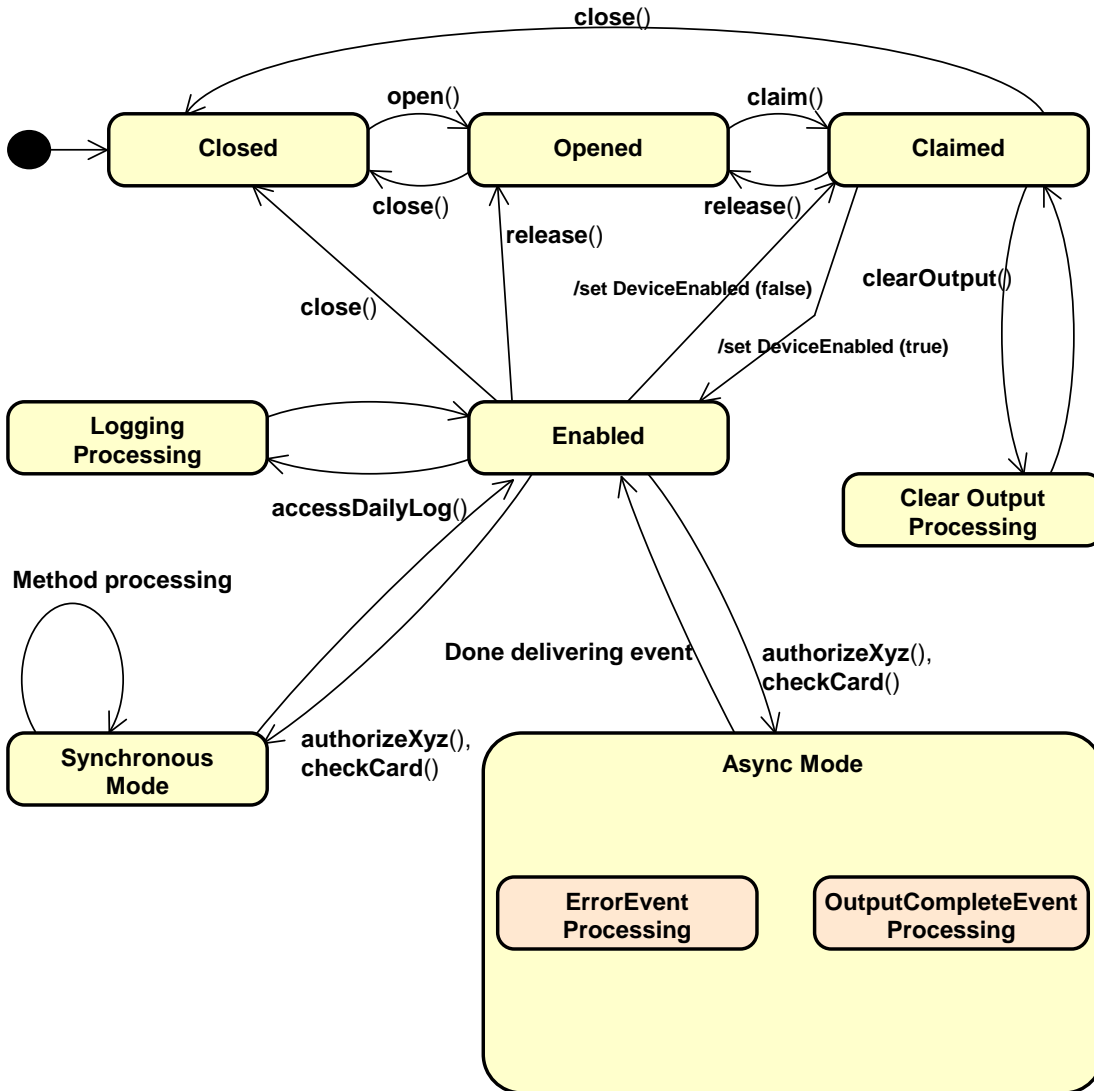 close()
open()
claim()
Closed
Opened
Claimed
close()
release()
release()
clearOutput()
/set DeviceEnabled (false)
close()
/set DeviceEnabled (true)
Logging
Processing
Enabled
Clear Output
Processing
accessDailyLog()
Method processing
Done delivering event
authorizeXyz(),
checkCard()
authorizeXyz(),
checkCard()
Synchronous
Mode
Async Mode
ErrorEvent
Processing
OutputCompleteEvent
Processing